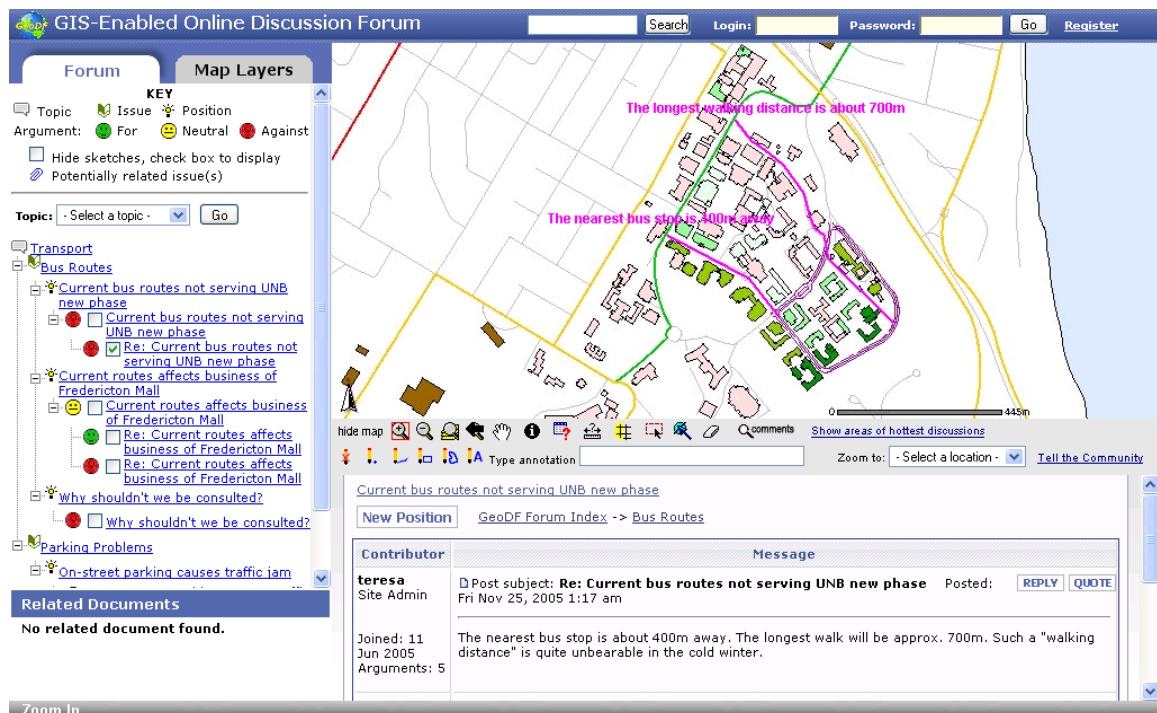 GIS-Enabled Online Discussion Forum
Search
Login:
Password:
Go
Register
Forum
Map Layers
KEY
Topic Issue Position
Argument: For Neutral Against
Hide sketches, check box to display
Potentially related issue(s)
Topic: - Select a topic - Go
Transport
Bus Routes
Current bus routes not serving UNB
new phase
Current bus routes not serving
UNB new phase
Re: Current bus routes not
serving UNB new phase
Current routes affects business of
Fredericton Mall
Current routes affects business
of Fredericton Mall
Re: Current routes affects
business of Fredericton Mall
Re: Current routes affects
business of Fredericton Mall
Why shouldn't we be consulted?
Why shouldn't we be consulted?
Parking Problems
On-street parking causes traffic jam
Related Documents
No related document found.
The longest walking distance is about 700m
The nearest bus stop is 400m away
0 445m
hide map
comments
Show areas of hottest discussions
Type annotation
Zoom to: - Select a location -
Tell the Community
Current bus routes not serving UNB new phase
New Position GeoDF Forum Index -> Bus Routes
Contributor Message
teresa
Site Admin
Joined: 11
Jun 2005
Arguments: 5
Post subject: Re: Current bus routes not serving UNB new phase Posted:
Fri Nov 25, 2005 1:17 am
REPLY QUOTE
The nearest bus stop is about 400m away. The longest walk will be approx. 700m. Such a "walking
distance" is quite unbearable in the cold winter.
Zoom In